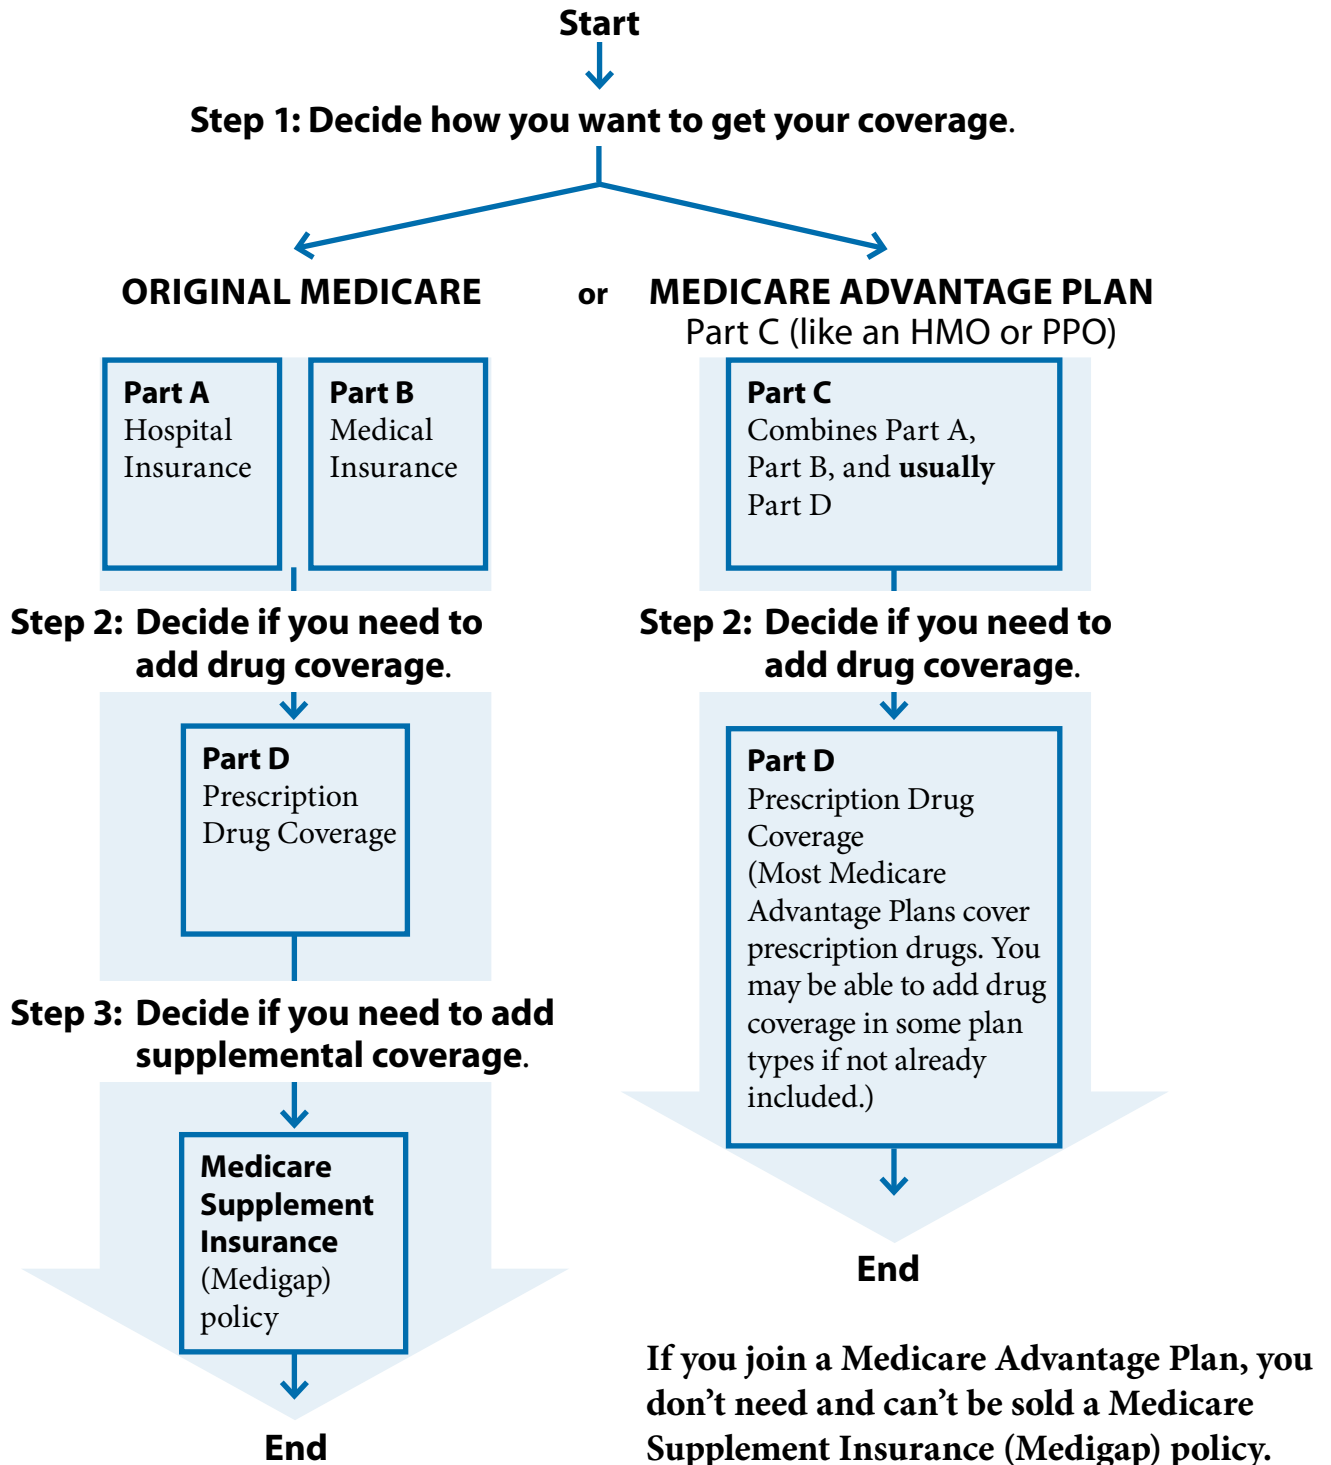 Start
Step 1: Decide how you want to get your coverage.
ORIGINAL MEDICARE
or
MEDICARE ADVANTAGE PLAN
Part C (like an HMO or PPO)
Part A
Hospital
Insurance
Part B
Medical
Insurance
Step 2: Decide if you need to
add drug coverage.
Part D
Prescription
Drug Coverage
Step 3: Decide if you need to add
supplemental coverage.
Medicare
Supplement
Insurance
(Medigap)
policy
End
Part C
Combines Part A,
Part B, and usually
Part D
Step 2: Decide if you need to
add drug coverage.
Part D
Prescription Drug
Coverage
(Most Medicare
Advantage Plans cover
prescription drugs. You
may be able to add drug
coverage in some plan
types if not already
included.)
End
If you join a Medicare Advantage Plan, you
don’t need and can’t be sold a Medicare
Supplement Insurance (Medigap) policy.